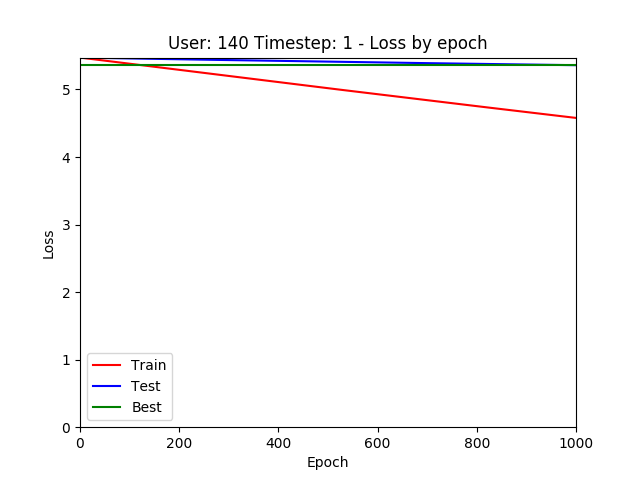 User: 140 Timestep: 1 - Loss by epoch
5
4
3
2
1
0
Loss
Train
Test
Best
0 200 400 600 800 1000
Epoch